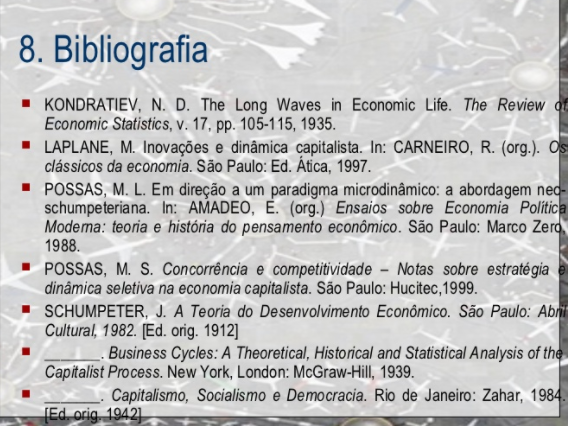 8. Bibliografia
KONDRATIEV, N. D. The Long Waves in Economic Life. The Review of
Economic Statistics, v. 17, pp. 105-115, 1935.
LAPLANE, M. Inovações e dinâmica capitalista. In: CARNEIRO, R. (org.). Os
clássicos da economia. São Paulo: Ed. Ática, 1997.
POSSAS, M. L. Em direção a um paradigma microdinâmico: a abordagem neo-
schumpeteriana. In: AMADEO, E. (org.) Ensaios sobre Economia Política
Moderna: teoria e história do pensamento econômico. São Paulo: Marco Zero,
1988.
POSSAS, M. S. Concorrência e competitividade – Notas sobre estratégia e
dinâmica seletiva na economia capitalista. São Paulo: Hucitec,1999.
SCHUMPETER, J. A Teoria do Desenvolvimento Econômico. São Paulo: Abril
Cultural, 1982. [Ed. orig. 1912]
_______. Business Cycles: A Theoretical, Historical and Statistical Analysis of the
Capitalist Process. New York, London: McGraw-Hill, 1939.
_______. Capitalismo, Socialismo e Democracia. Rio de Janeiro: Zahar, 1984.
[Ed. orig. 1942]